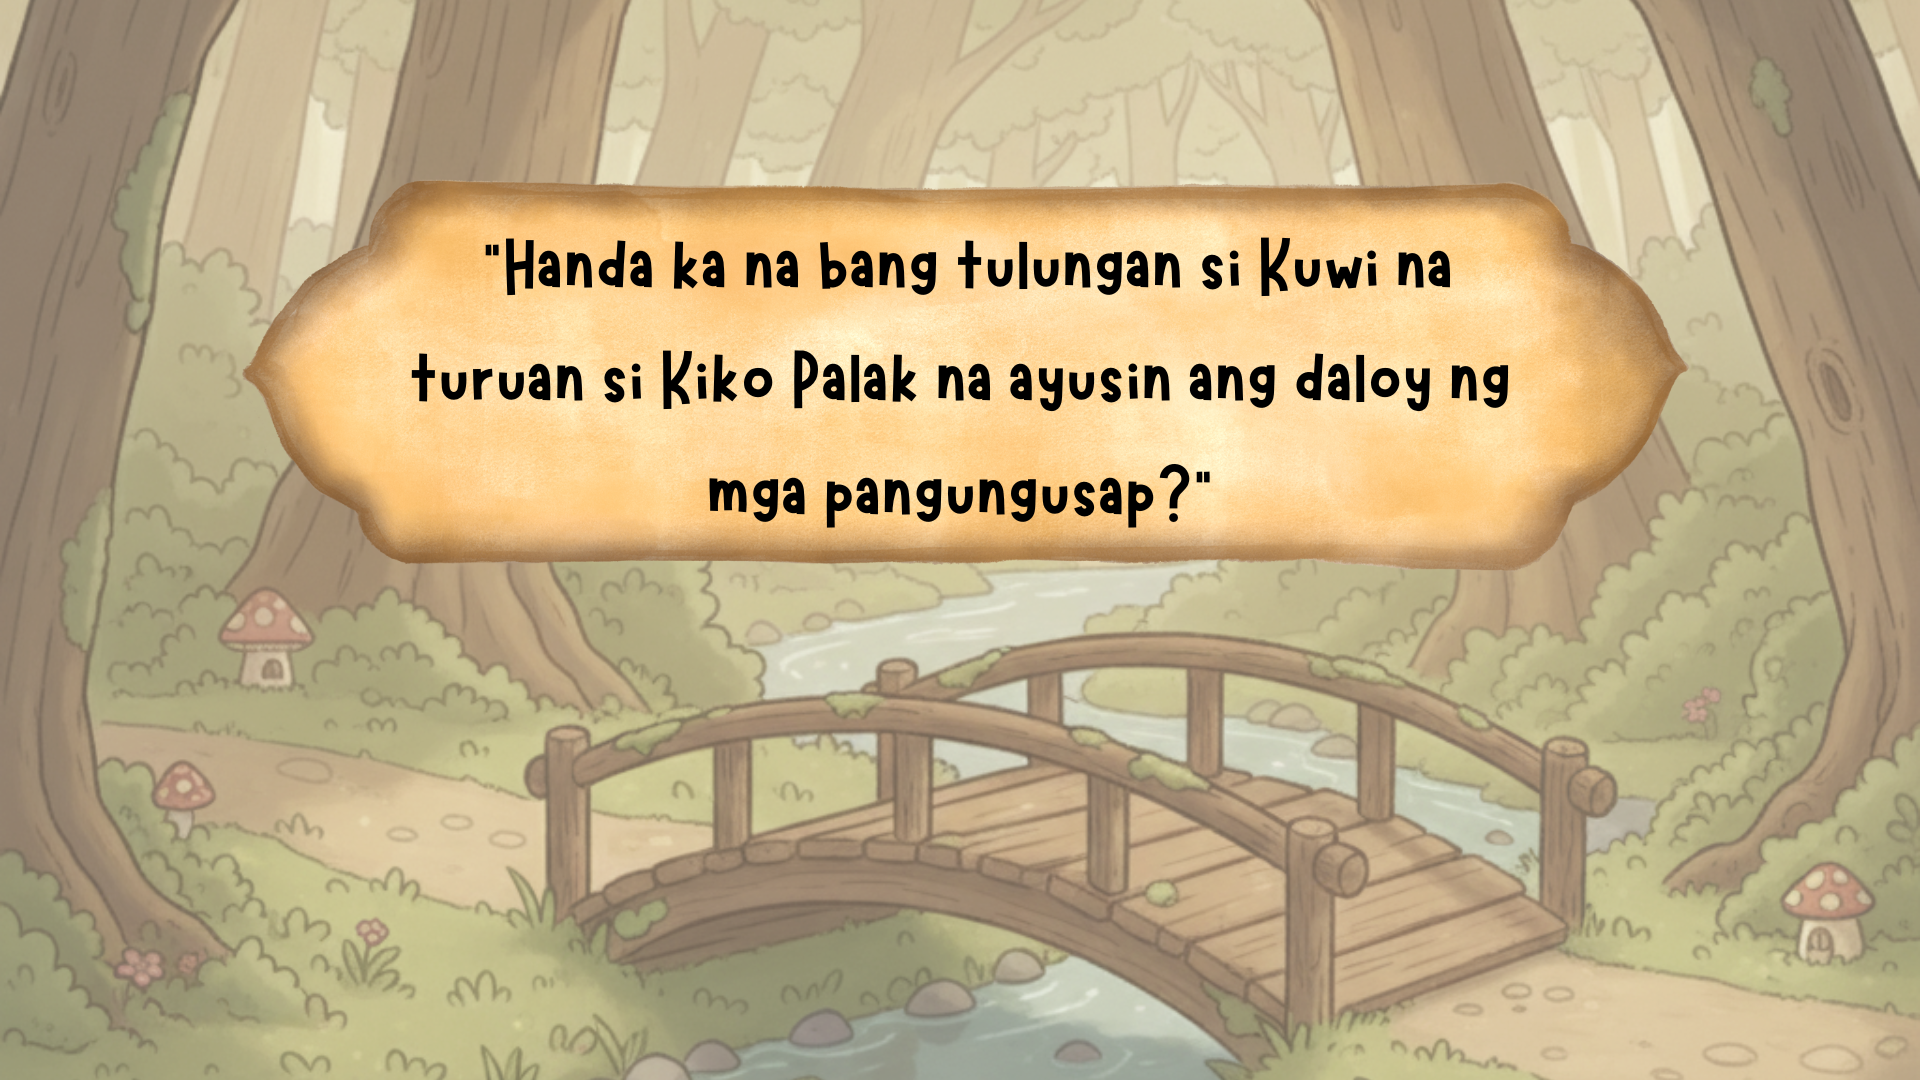 "Handa ka na bang tulungan si Kuwi na
turuan si Kiko Palak na ayusin ang daloy ng
mga pangungusap?"